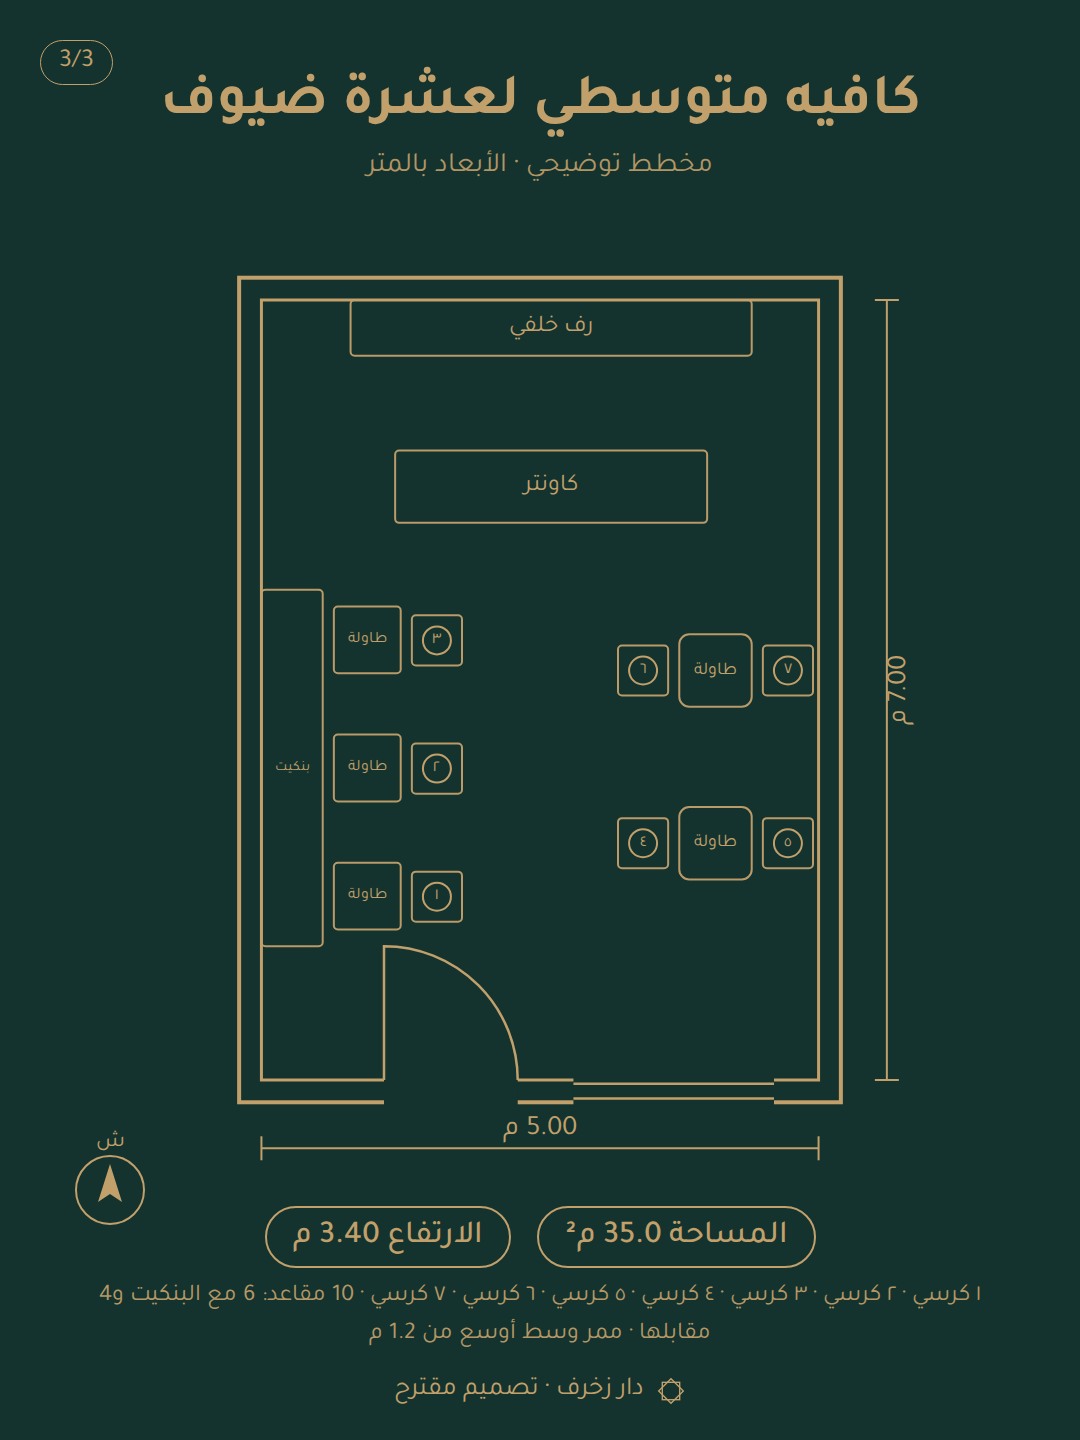 3/3
كافيه متوسطي لعشرة ضيوف
مخطط توضيحي · الأبعاد بالمتر
رف خلفي
كاونتر
طاولة
٣
٦
طاولة
٧
7.00 م
بنكيت
طاولة
٢
٤
طاولة
٥
طاولة
١
5.00 م
ش
المساحة 35.0 م²
الارتفاع 3.40 م
١ كرسي · ٢ كرسي · ٣ كرسي · ٤ كرسي · ٥ كرسي · ٦ كرسي · ٧ كرسي · 10 مقاعد: 6 مع البنكيت و4
مقابلها · ممر وسط أوسع من 1.2 م
دار زخرف · تصميم مقترح